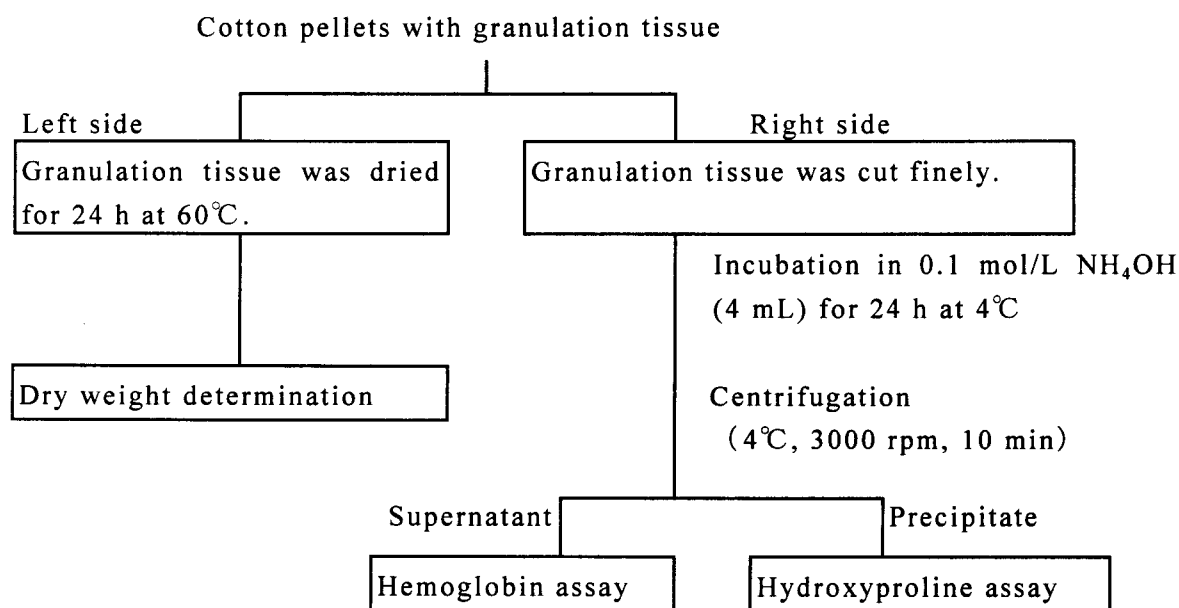 Cotton pellets with granulation tissue
Left side
Right side
Granulation tissue was dried
for 24 h at 60℃.
Granulation tissue was cut finely.
Incubation in 0.1 mol/L NH₄OH
(4 mL) for 24 h at 4℃
Dry weight determination
Centrifugation
(4℃, 3000 rpm, 10 min)
Supernatant
Precipitate
Hemoglobin assay
Hydroxyproline assay